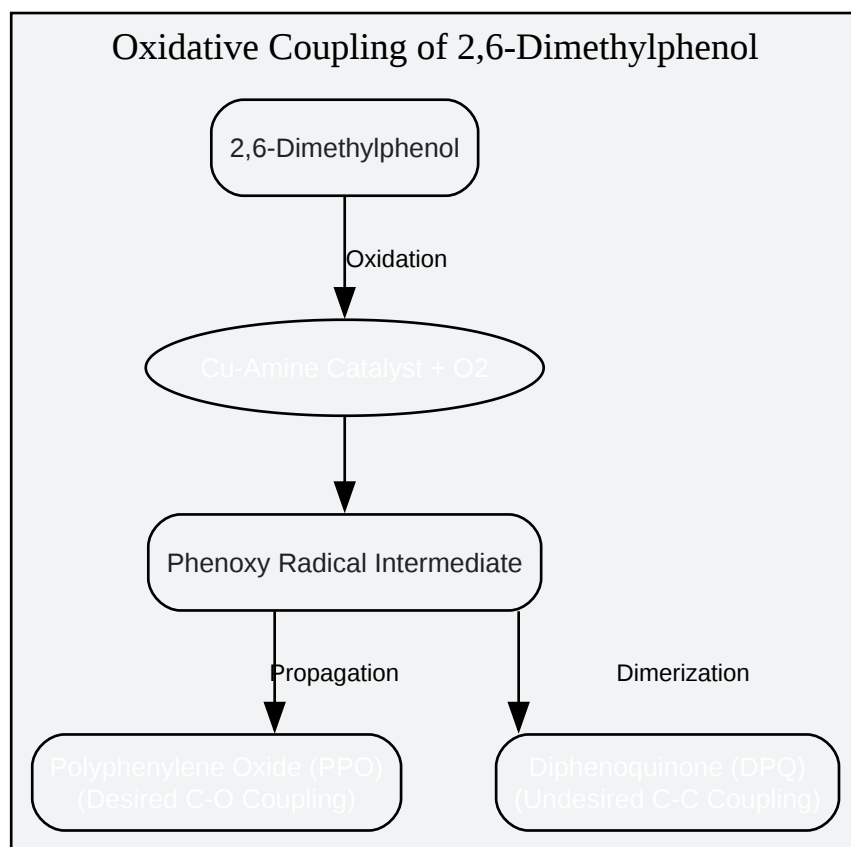 Oxidative Coupling of 2,6-Dimethylphenol
2,6-Dimethylphenol
Oxidation
Cu-Amine Catalyst + O2
Phenoxy Radical Intermediate
Propagation
Dimerization
Polyphenylene Oxide (PPO)
(Desired C-O Coupling)
Diphenoquinone (DPQ)
(Undesired C-C Coupling)